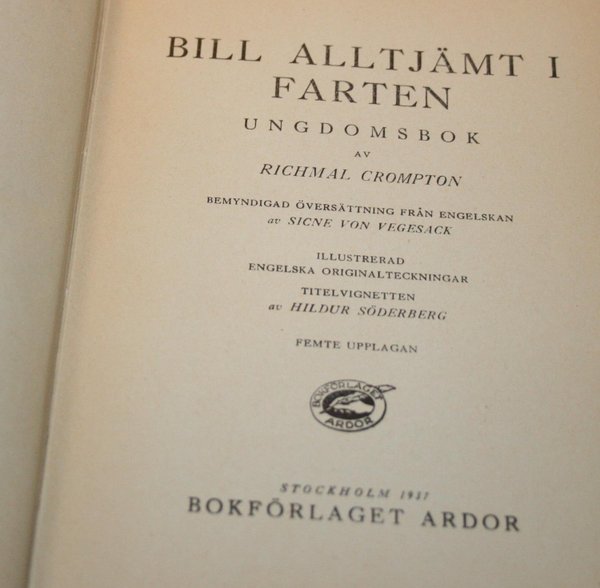 BILL ALLTJÄMT I
FARTEN
UNGDOMSBOK
AV
RICHMAL CROMPTON
BEMYNDIGAD ÖVERSÄTTNING FRÅN ENGELSKAN
av SIGNE VON VEGESACK
ILLUSTRERAD
ENGELSKA ORIGINALTECKNINGAR
TITELVIGNETTEN
av HILDUR SÖDERBERG
FEMTE UPPLAGAN
BOKFÖRLAGET
ARDOR
STOCKHOLM 1937
BOKFÖRLAGET ARDOR